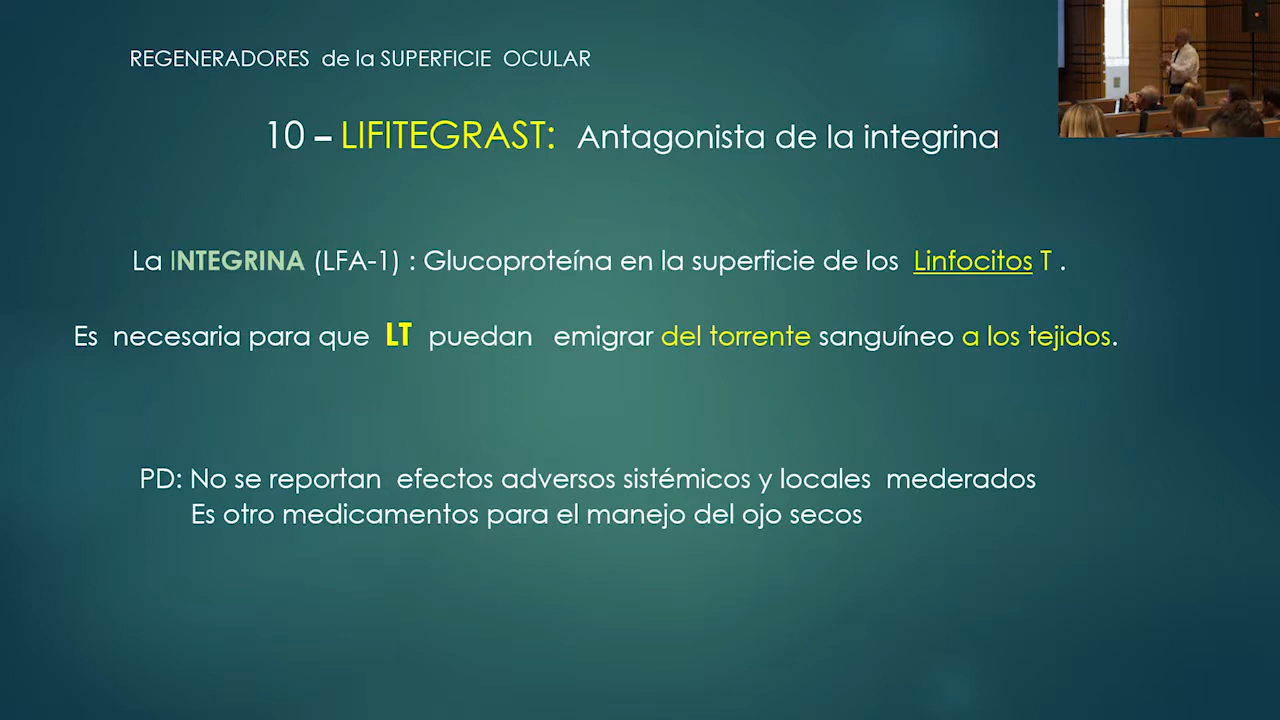 REGENERADORES de la SUPERFICIE OCULAR
10 – LIFITEGRAST: Antagonista de la integrina
La INTEGRINA (LFA-1) : Glucoproteína en la superficie de los Linfocitos T .
Es necesaria para que LT puedan emigrar del torrente sanguíneo a los tejidos.
PD: No se reportan efectos adversos sistémicos y locales mederados
Es otro medicamentos para el manejo del ojo secos